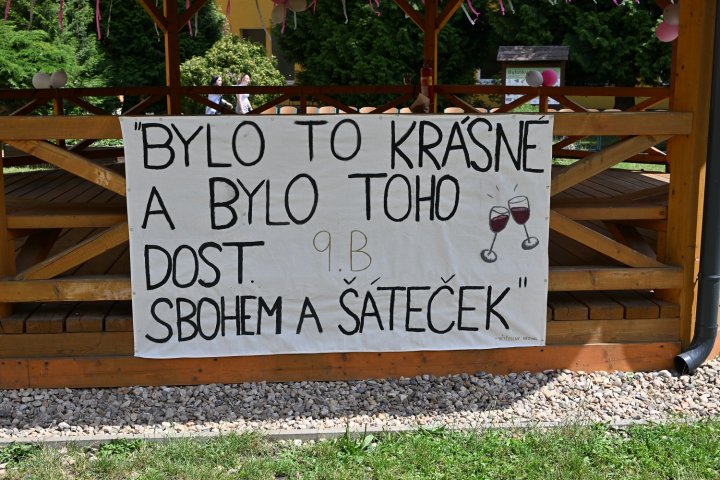 "BYLO TO KRÁSNÉ
A BYLO TOHO
DOST. 9.B
SBOHEM A ŠÁTEČEK"